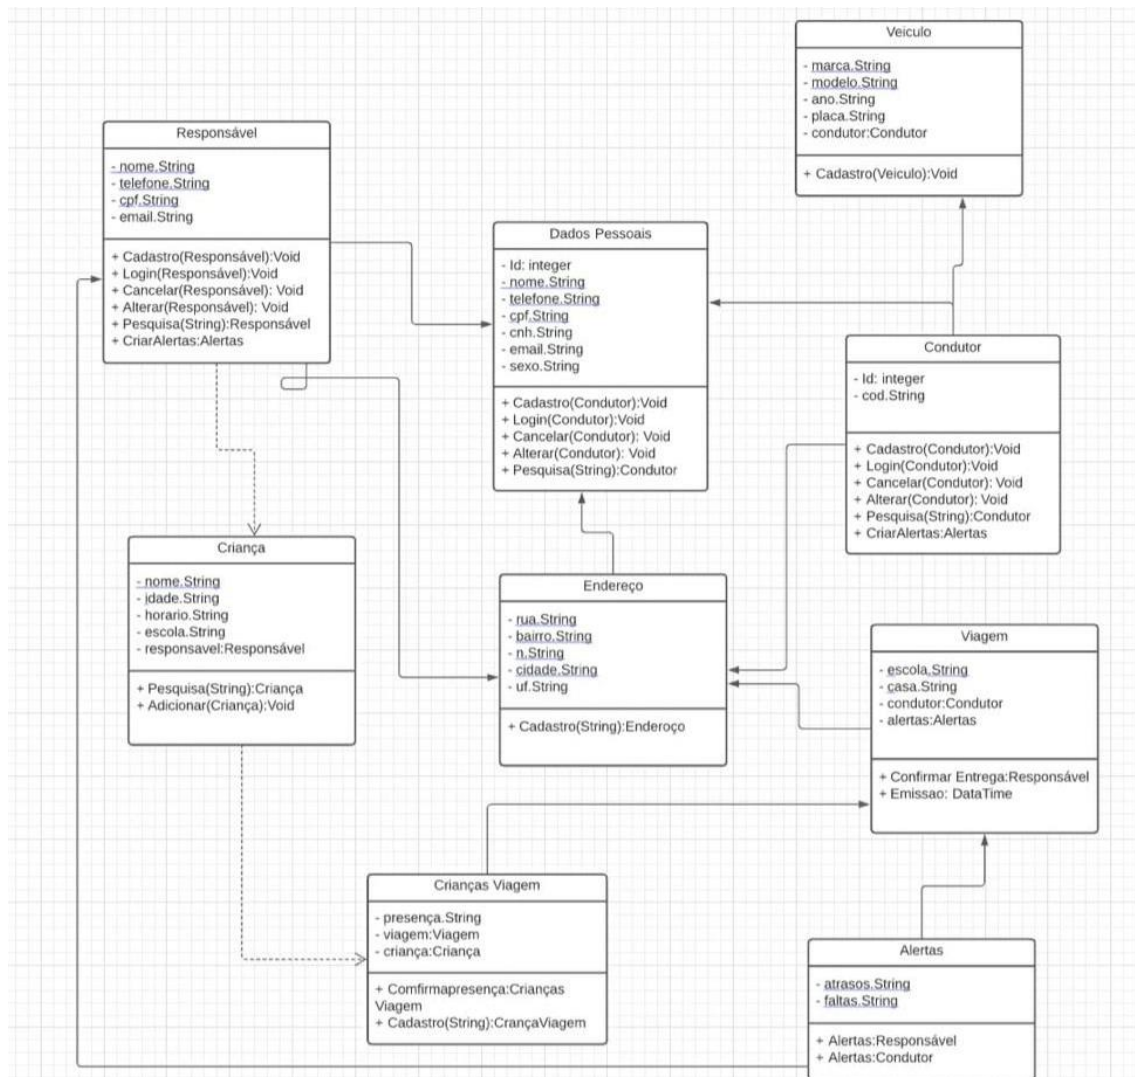 Veiculo
- marca.String
- modelo.String
- ano.String
- placa.String
- condutor:Condutor
+ Cadastro(Veiculo):Void
Responsável
- nome.String
- telefone.String
- cpf.String
- email.String
+ Cadastro(Responsável):Void
+ Login(Responsável):Void
+ Cancelar(Responsável): Void
+ Alterar(Responsável): Void
+ Pesquisa(String):Responsável
+ CriarAlertas:Alertas
Dados Pessoais
- Id: integer
- nome.String
- telefone.String
- cpf.String
- cnh.String
- email.String
- sexo.String
+ Cadastro(Condutor):Void
+ Login(Condutor):Void
+ Cancelar(Condutor): Void
+ Alterar(Condutor): Void
+ Pesquisa(String):Condutor
Condutor
- Id: integer
- cod.String
+ Cadastro(Condutor):Void
+ Login(Condutor):Void
+ Cancelar(Condutor): Void
+ Alterar(Condutor): Void
+ Pesquisa(String):Condutor
+ CriarAlertas:Alertas
Criança
- nome.String
- idade.String
- horario.String
- escola.String
- responsavel:Responsável
+ Pesquisa(String):Criança
+ Adicionar(Criança):Void
Endereço
- rua.String
- bairro.String
- n.String
- cidade.String
- uf.String
+ Cadastro(String):Enderoço
Viagem
- escola.String
- casa.String
- condutor:Condutor
- alertas:Alertas
+ Confirmar Entrega:Responsável
+ Emissao: DataTime
Crianças Viagem
- presença.String
- viagem:Viagem
- criança:Criança
+ Comfirmapresença:Crianças
Viagem
+ Cadastro(String):CrançaViagem
Alertas
- atrasos.String
- faltas.String
+ Alertas:Responsável
+ Alertas:Condutor